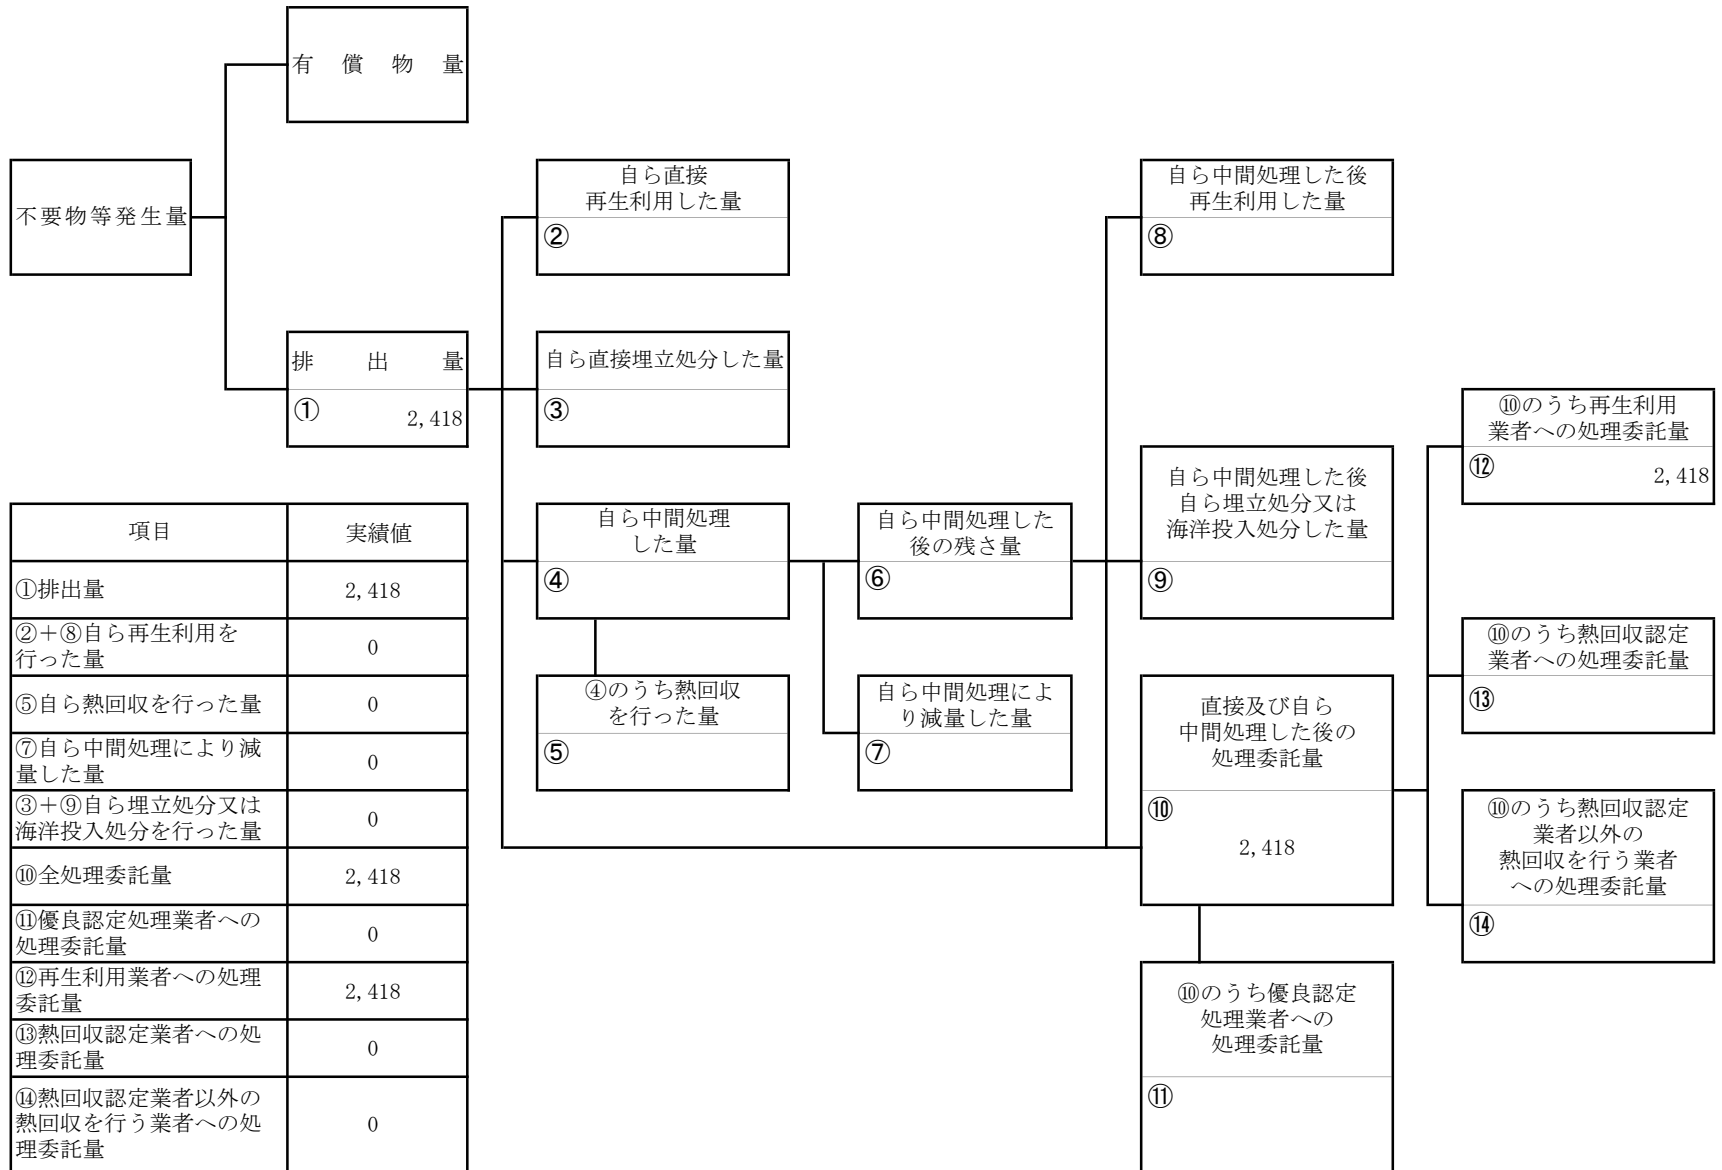 有償物量
不要物等発生量
自ら直接
再生利用した量
②
自ら中間処理した後
再生利用した量
⑧
排出量
①
2,418
自ら直接埋立処分した量
③
⑩のうち再生利用
業者への処理委託量
⑫
2,418
自ら中間処理した後
自ら埋立処分又は
海洋投入処分した量
⑨
自ら中間処理
した量
④
自ら中間処理した
後の残さ量
⑥
④のうち熱回収
を行った量
⑤
自ら中間処理によ
り減量した量
⑦
直接及び自ら
中間処理した後の
処理委託量
⑩
2,418
⑩のうち熱回収認定
業者への処理委託量
⑬
⑩のうち熱回収認定
業者以外の
熱回収を行う業者
への処理委託量
⑭
⑩のうち優良認定
処理業者への
処理委託量
⑪
項目 実績値
①排出量 2,418
②+⑧自ら再生利用を
行った量 0
⑤自ら熱回収を行った量 0
⑦自ら中間処理により減
量した量 0
③+⑨自ら埋立処分又は
海洋投入処分を行った量 0
⑩全処理委託量 2,418
⑪優良認定処理業者への
処理委託量 0
⑫再生利用業者への処理
委託量 2,418
⑬熱回収認定業者への処
理委託量 0
⑭熱回収認定業者以外の
熱回収を行う業者への処
理委託量 0